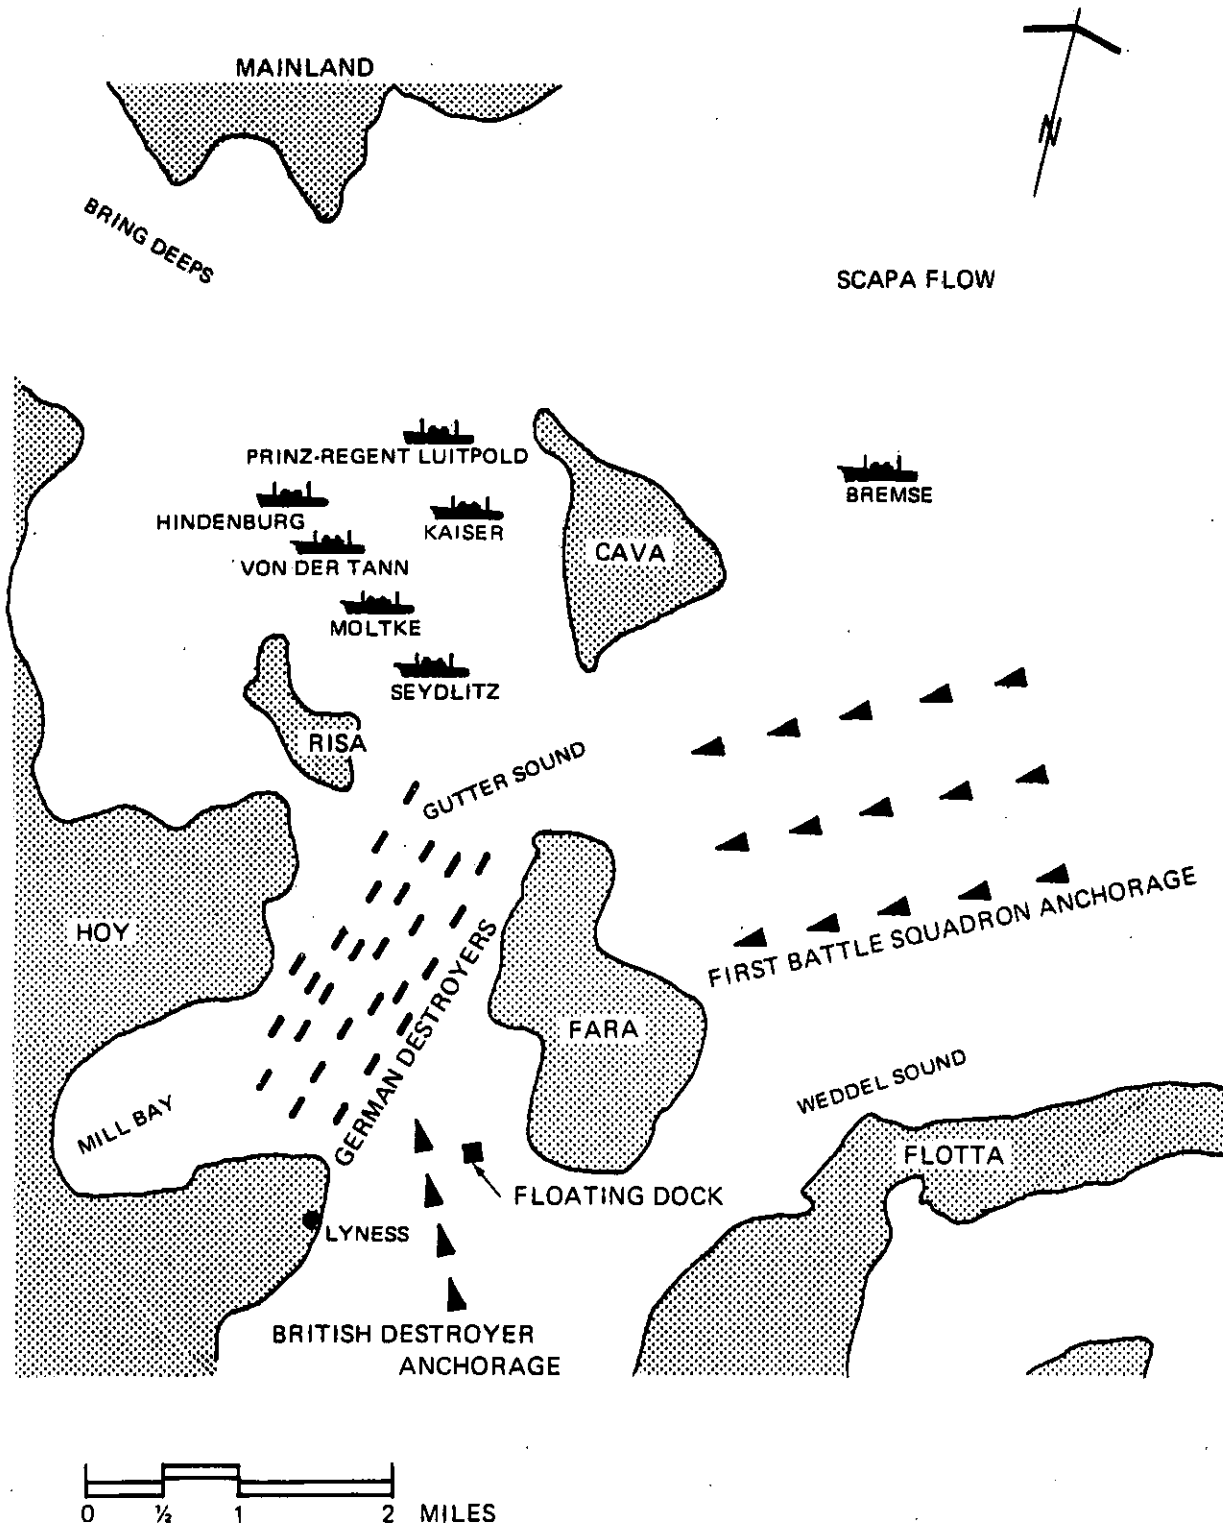 MAINLAND
N
BRING DEEPS
SCAPA FLOW
PRINZ-REGENT LUITPOLD
HINDENBURG
KAISER
BREMSE
VON DER TANN
CAVA
MOLTKE
SEYDLITZ
RISA
GUTTER SOUND
HOY
FIRST BATTLE SQUADRON ANCHORAGE
GERMAN DESTROYERS
FARA
WEDDEL SOUND
MILL BAY
FLOTTA
FLOATING DOCK
LYNESS
BRITISH DESTROYER
ANCHORAGE
0 ½ 1 2 MILES